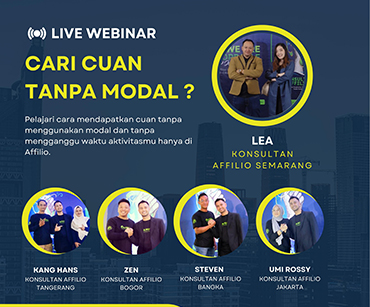 LIVE WEBINAR
CARI CUAN
TANPA MODAL ?
Pelajari cara mendapatkan cuan tanpa
menggunakan modal dan tanpa
mengganggu waktu aktivitasmu hanya di
Affilio.
LEA
KONSULTAN
AFFILIO SEMARANG
KANG HANS
KONSULTAN AFFILIO
TANGERANG
ZEN
KONSULTAN AFFILIO
BOGOR
STEVEN
KONSULTAN AFFILIO
BANGKA
UMI ROSSY
KONSULTAN AFFILIO
JAKARTA